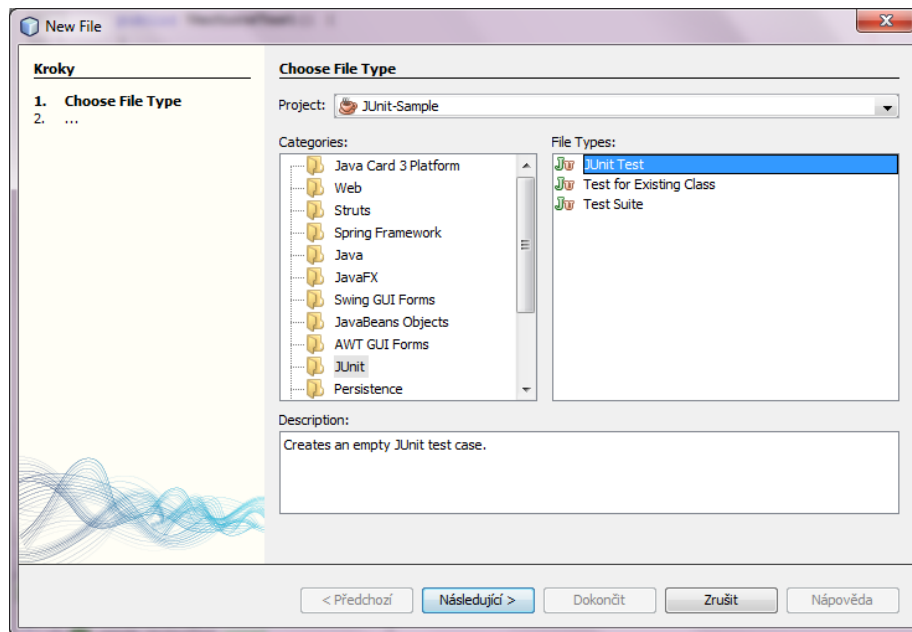 New File
Kroky
1. Choose File Type
2. ...
Choose File Type
Project: JUnit-Sample
Categories:
Java Card 3 Platform
Web
Struts
Spring Framework
Java
JavaFX
Swing GUI Forms
JavaBeans Objects
AWT GUI Forms
JUnit
Persistence
File Types:
JUnit Test
Test for Existing Class
Test Suite
Description:
Creates an empty JUnit test case.
< Předchozí
Následující >
Dokončit
Zrušit
Nápověda